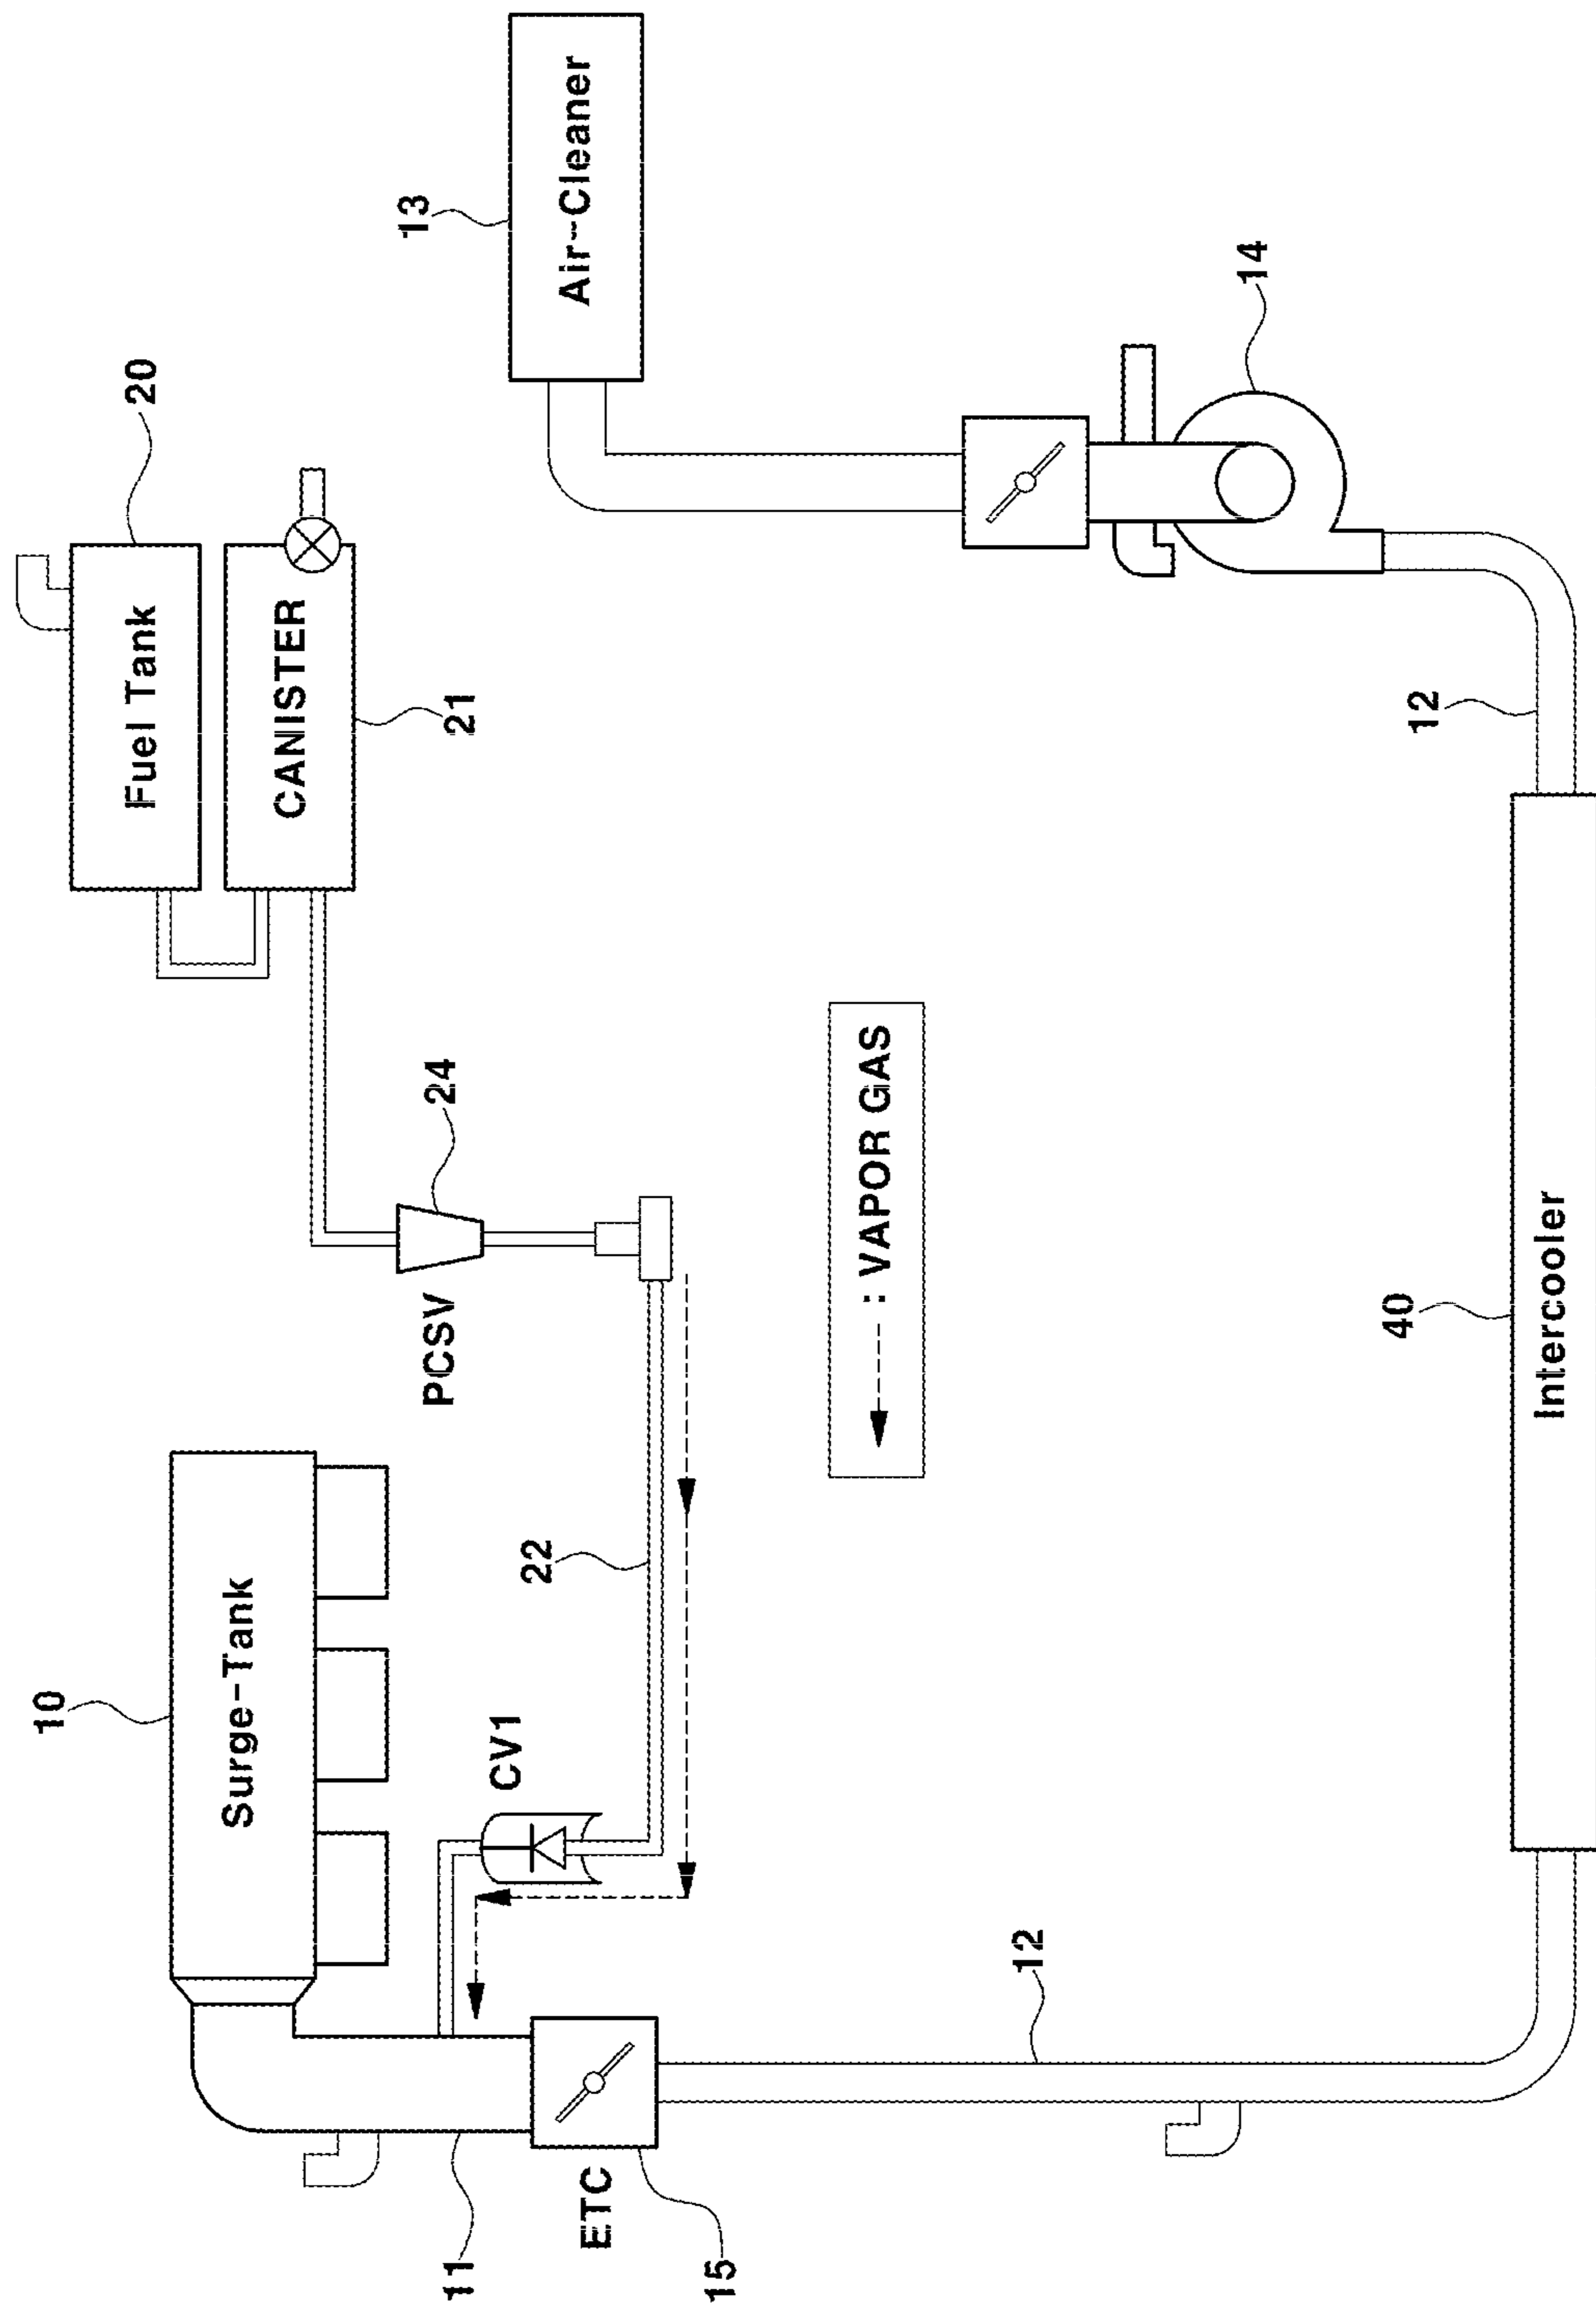 10
20
Fuel Tank
Surge-Tank
CANISTER
13
11
PCSV
24
21
CV1
22
Air-Cleaner
ETC
15
: VAPOR GAS
12
14
40
12
Intercooler